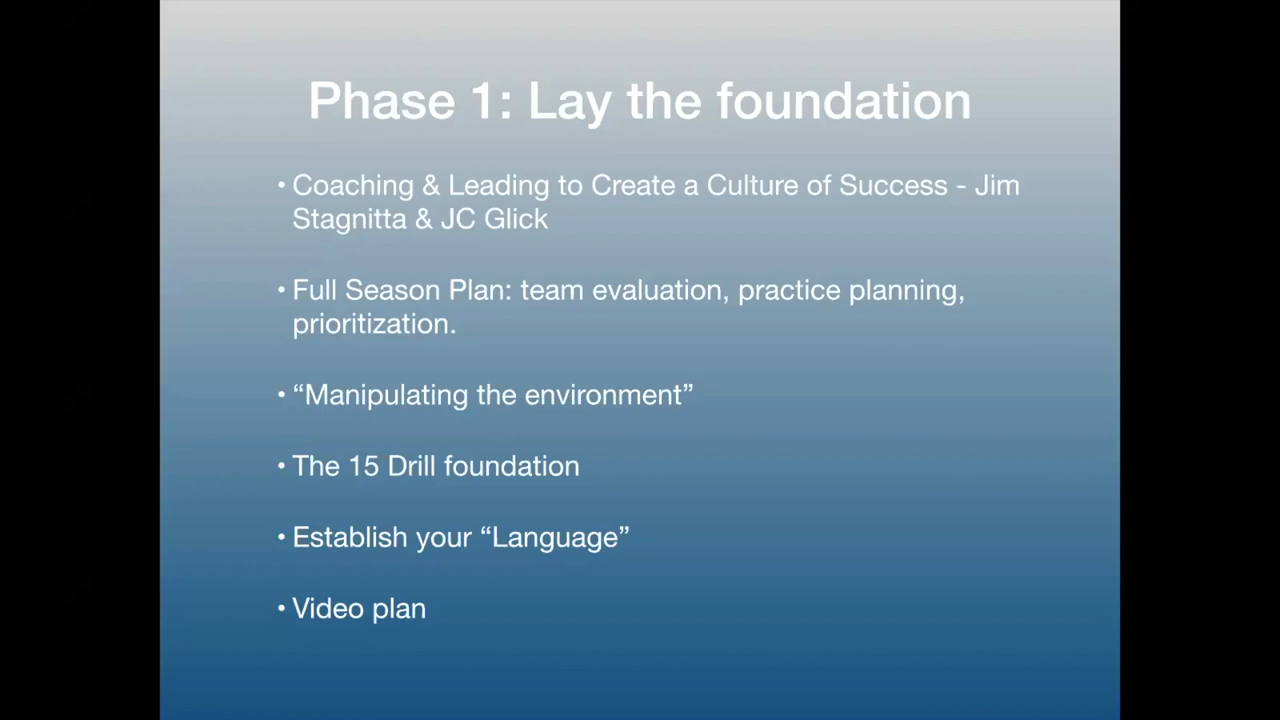 Phase 1: Lay the foundation
• Coaching & Leading to Create a Culture of Success - Jim
Stagnitta & JC Glick
• Full Season Plan: team evaluation, practice planning,
prioritization.
• “Manipulating the environment”
• The 15 Drill foundation
• Establish your “Language”
• Video plan